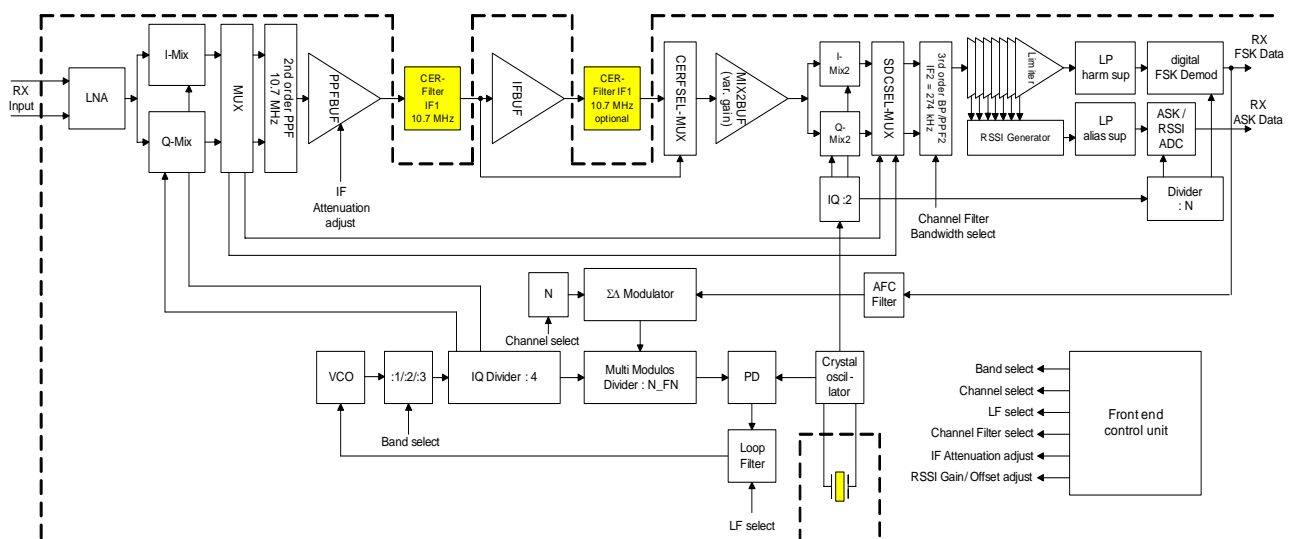 RX
Input
LNA
I-Mix
Q-Mix
MUX
2nd order PPF
10.7 MHz
PPFBUF
IF
Attenuation
adjust
CER-
Filter
IF1
10.7 MHz
IFBUF
CER-
Filter IF1
10.7 MHz
optional
CERFSEL-MUX
MIX2BUF
(var. gain)
I-
Mix2
Q-
Mix2
IQ :2
SDCSEL-MUX
3rd order BP/PPF2
IF2 = 274 kHz
Channel Filter
Bandwidth select
Limiter
RSSI Generator
LP
harm sup
LP
alias sup
digital
FSK Demod
ASK /
RSSI
ADC
Divider
: N
RX
FSK Data
RX
ASK Data
N
Channel select
ΣΔ Modulator
AFC
Filter
VCO
:1/:2/:3
Band select
IQ Divider : 4
Multi Modulos
Divider : N_FN
PD
Crystal
oscil-
lator
Loop
Filter
LF select
Band select
Channel select
LF select
Channel Filter select
IF Attenuation adjust
RSSI Gain/ Offset adjust
Front end
control unit